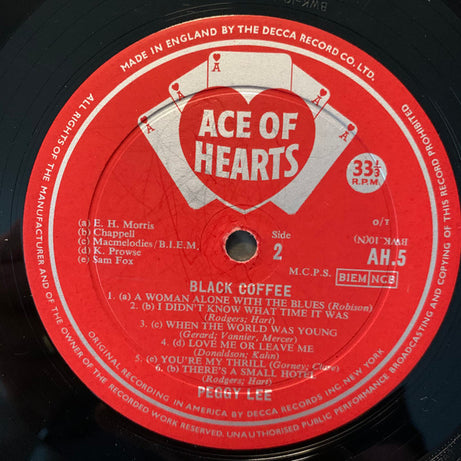 MADE IN ENGLAND BY THE DECCA RECORD CO. LTD.
ALL RIGHTS OF THE MANUFACTURER AND OF THE OWNER OF THE RECORDED WORK RESERVED. UNAUTHORISED PUBLIC PERFORMANCE BROADCASTING AND COPYING OF THIS RECORD PROHIBITED
A
A
A
A
ACE OF
HEARTS
33⅓
R.P.M.
(a) E. H. Morris
(b) Chappell
(c) Macmelodies/B.I.E.M.
(d) K. Prowse
(e) Sam Fox
Side
2
O/T
BWK.10(N)
AH.5
M.C.P.S.
BIEM NCB
BLACK COFFEE
1. (a) A WOMAN ALONE WITH THE BLUES (Robison)
2. (b) I DIDN'T KNOW WHAT TIME IT WAS
(Rodgers; Hart)
3. (c) WHEN THE WORLD WAS YOUNG
(Gerard; Vannier, Mercer)
4. (d) LOVE ME OR LEAVE ME
(Donaldson; Kahn)
5. (e) YOU'RE MY THRILL (Gorney; Clare)
6. (b) THERE'S A SMALL HOTEL
(Rodgers; Hart)
PEGGY LEE
ORIGINAL RECORDING IN AMERICA BY DECCA RECORDS INC NEW YORK